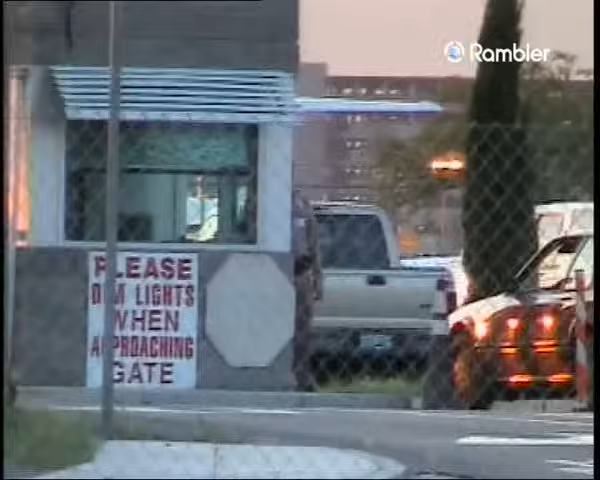 Rambler
PLEASE
DIM LIGHTS
WHEN
APPROACHING
GATE